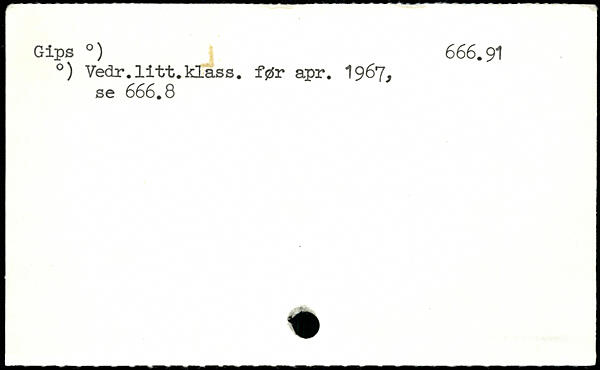 Gips °) 666.91
°) Vedr.litt.klass. før apr. 1967,
se 666.8